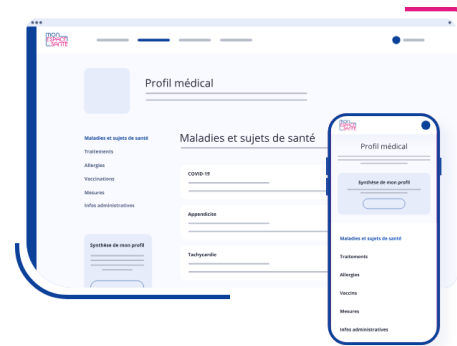 mon
ESPACE
SANTÉ
Profil médical
Maladies et sujets de santé
Traitements
Allergies
Vaccinations
Mesures
Infos administratives
Synthèse de mon profil
Maladies et sujets de santé
COVID-19
Appendicite
Tachycardie
mon
ESPACE
SANTÉ
Profil médical
Synthèse de mon profil
Maladies et sujets de santé
Traitements
Allergies
Vaccins
Mesures
Infos administratives